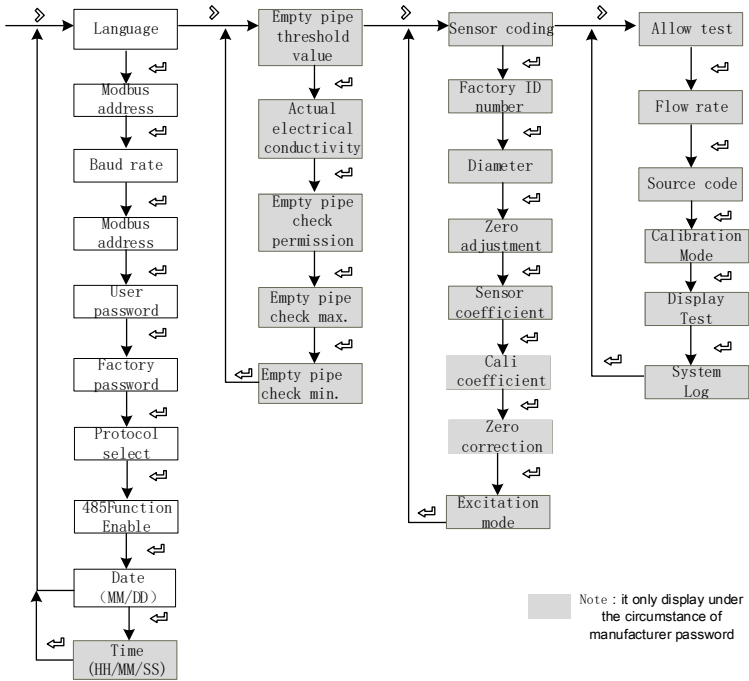 Language
Modbus
address
Baud rate
Modbus
address
User
password
Factory
password
Protocol
select
485Function
Enable
Date
(MM/DD)
Time
(HH/MM/SS)
Empty pipe
threshold
value
Actual
electrical
conductivity
Empty pipe
check
permission
Empty pipe
check max.
Empty pipe
check min.
Sensor coding
Factory ID
number
Diameter
Zero
adjustment
Sensor
coefficient
Cali
coefficient
Zero
correction
Excitation
mode
Allow test
Flow rate
Source code
Calibration
Mode
Display
Test
System
Log
Note : it only display under
the circumstance of
manufacturer password